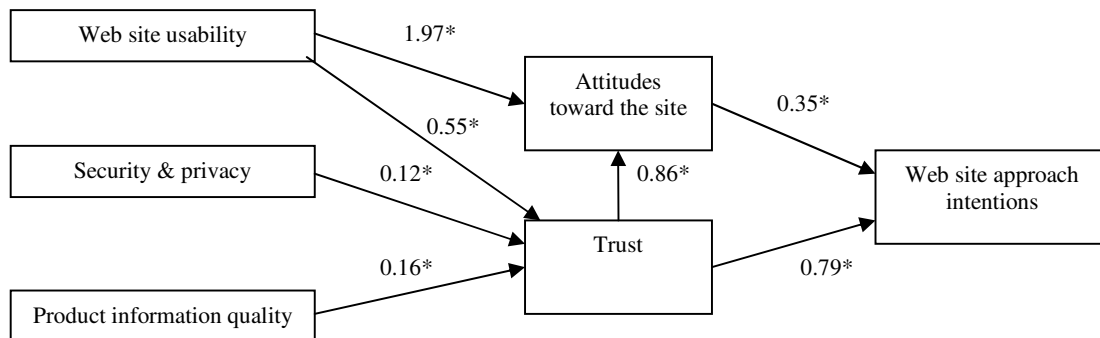 Web site usability
1.97*
Attitudes
toward the site
0.35*
0.55*
Security & privacy
0.12*
0.86*
Web site approach
intentions
Trust
0.16*
0.79*
Product information quality